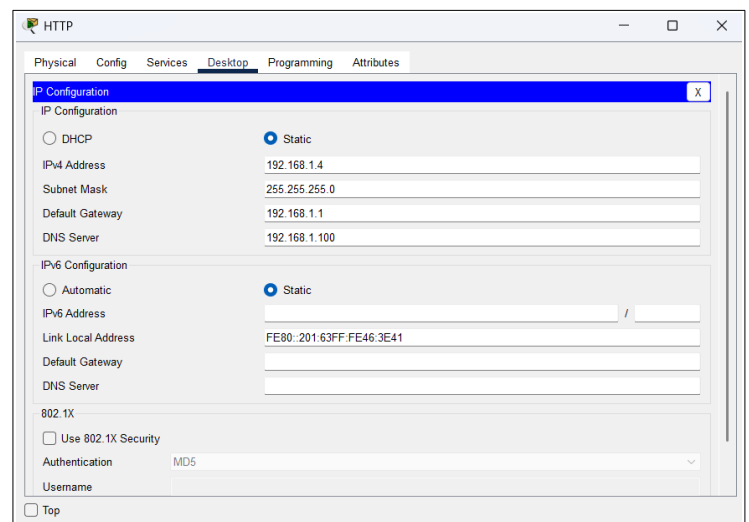 HTTP
Physical Config Services Desktop Programming Attributes
IP Configuration X
IP Configuration
DHCP Static
IPv4 Address 192.168.1.4
Subnet Mask 255.255.255.0
Default Gateway 192.168.1.1
DNS Server 192.168.1.100
IPv6 Configuration
Automatic Static
IPv6 Address /
Link Local Address FE80::201:63FF:FE46:3E41
Default Gateway
DNS Server
802.1X
Use 802.1X Security
Authentication MD5
Username
Top